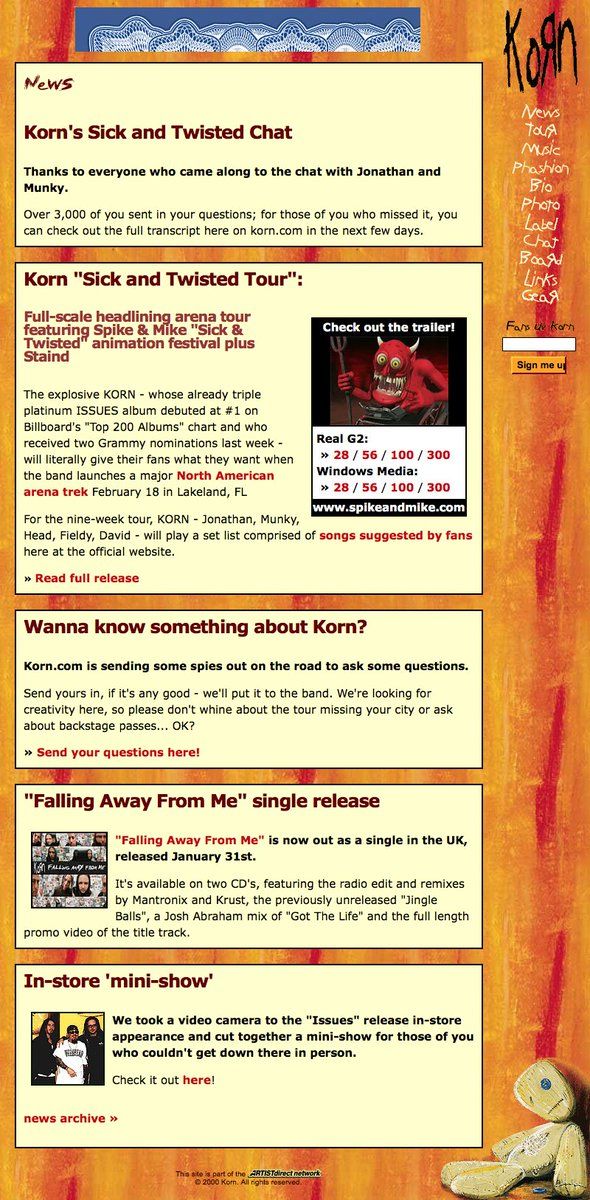 KoRn
News
Tour
Music
Phashion
Bio
Photo
Label
Chat
Board
Links
Gear
Fans in Korn
Sign me up
News
Korn's Sick and Twisted Chat
Thanks to everyone who came along to the chat with Jonathan and
Munky.
Over 3,000 of you sent in your questions; for those of you who missed it, you
can check out the full transcript here on korn.com in the next few days.
Korn "Sick and Twisted Tour":
Full-scale headlining arena tour
featuring Spike & Mike "Sick &
Twisted" animation festival plus
Staind
Check out the trailer!
Real G2:
» 28 / 56 / 100 / 300
Windows Media:
» 28 / 56 / 100 / 300
www.spikeandmike.com
The explosive KORN - whose already triple
platinum ISSUES album debuted at #1 on
Billboard's "Top 200 Albums" chart and who
received two Grammy nominations last week -
will literally give their fans what they want when
the band launches a major North American
arena trek February 18 in Lakeland, FL
For the nine-week tour, KORN - Jonathan, Munky,
Head, Fieldy, David - will play a set list comprised of songs suggested by fans
here at the official website.
» Read full release
Wanna know something about Korn?
Korn.com is sending some spies out on the road to ask some questions.
Send yours in, if it's any good - we'll put it to the band. We're looking for
creativity here, so please don't whine about the tour missing your city or ask
about backstage passes... OK?
» Send your questions here!
"Falling Away From Me" single release
FALLING AWAY FROM ME
"Falling Away From Me" is now out as a single in the UK,
released January 31st.
It's available on two CD's, featuring the radio edit and remixes
by Mantronix and Krust, the previously unreleased "Jingle
Balls", a Josh Abraham mix of "Got The Life" and the full length
promo video of the title track.
In-store 'mini-show'
We took a video camera to the "Issues" release in-store
appearance and cut together a mini-show for those of you
who couldn't get down there in person.
Check it out here!
news archive »
This site is part of the ARTISTdirect network
© 2000 Korn. All rights reserved.